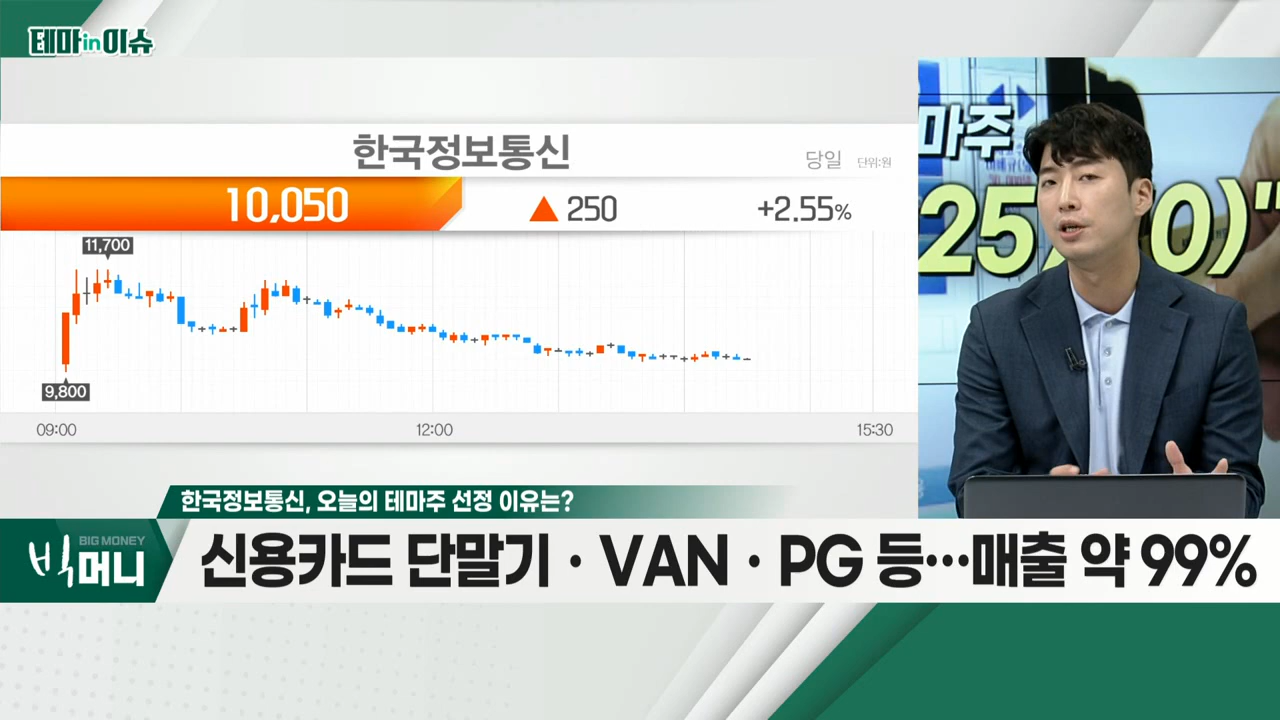 테마in이슈
한국정보통신
당일 단위:원
10,050 ▲ 250 +2.55%
11,700
9,800
09:00 12:00 15:30
마주
25
0)"
한국정보통신, 오늘의 테마주 선정 이유는?
BIG MONEY
빅머니
신용카드 단말기·VAN·PG 등…매출 약 99%